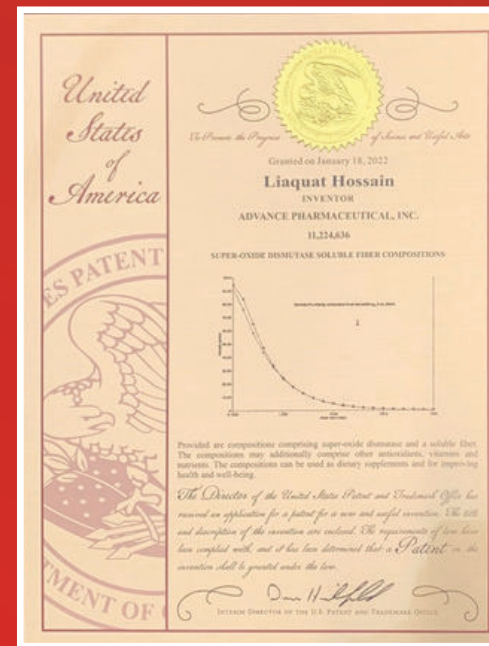 United
States
of
America
ES PATENT
TMENT OF
To Promote the Progress of Science and Useful Arts
Granted on January 18, 2022
Liaquat Hossain
INVENTOR
ADVANCE PHARMACEUTICAL, INC.
11,224,636
SUPER-OXIDE DISMUTASE SOLUBLE FIBER COMPOSITIONS
Provided are compositions comprising super-oxide dismutase and a soluble fiber.
The compositions may additionally comprise other antioxidants, vitamins and
nutrients. The compositions can be used as dietary supplements and for improving
health and well-being.
The Director of the United States Patent and Trademark Office has
received an application for a patent for a new and useful invention. The title
and description of the invention are enclosed. The requirements of law have
been complied with, and it has been determined that a Patent on the
invention shall be granted under the law.
INTERIM DIRECTOR OF THE U.S. PATENT AND TRADEMARK OFFICE